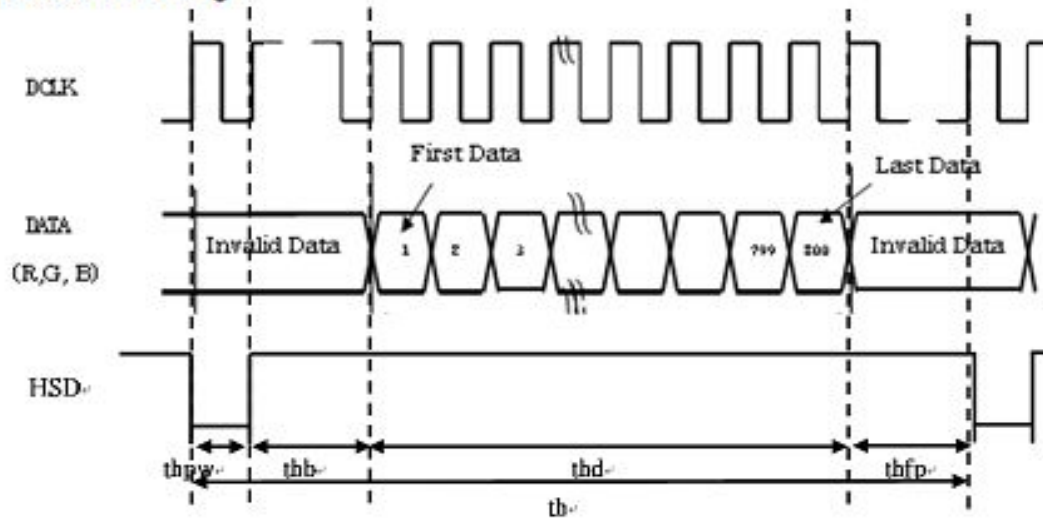 DCLK
First Data
Last Data
DATA
(R,G, B)
Invalid Data
1
2
3
799
800
Invalid Data
HSD
thpw
thb
thd
thfp
th